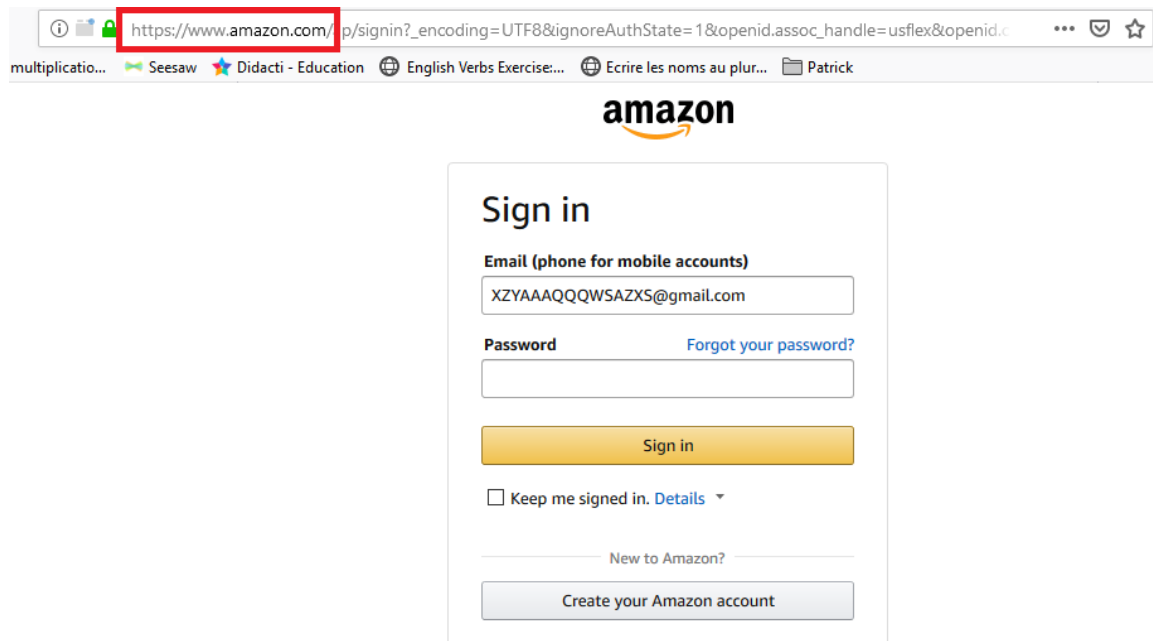 https://www.amazon.com/ap/signin?_encoding=UTF8&ignoreAuthState=1&openid.assoc_handle=usflex&openid.c
multiplicatio... Seesaw Didacti - Education English Verbs Exercise:... Ecrire les noms au plur... Patrick
amazon
Sign in
Email (phone for mobile accounts)
XZYAAAQQQWSAZXS@gmail.com
Password Forgot your password?
Sign in
Keep me signed in. Details
New to Amazon?
Create your Amazon account